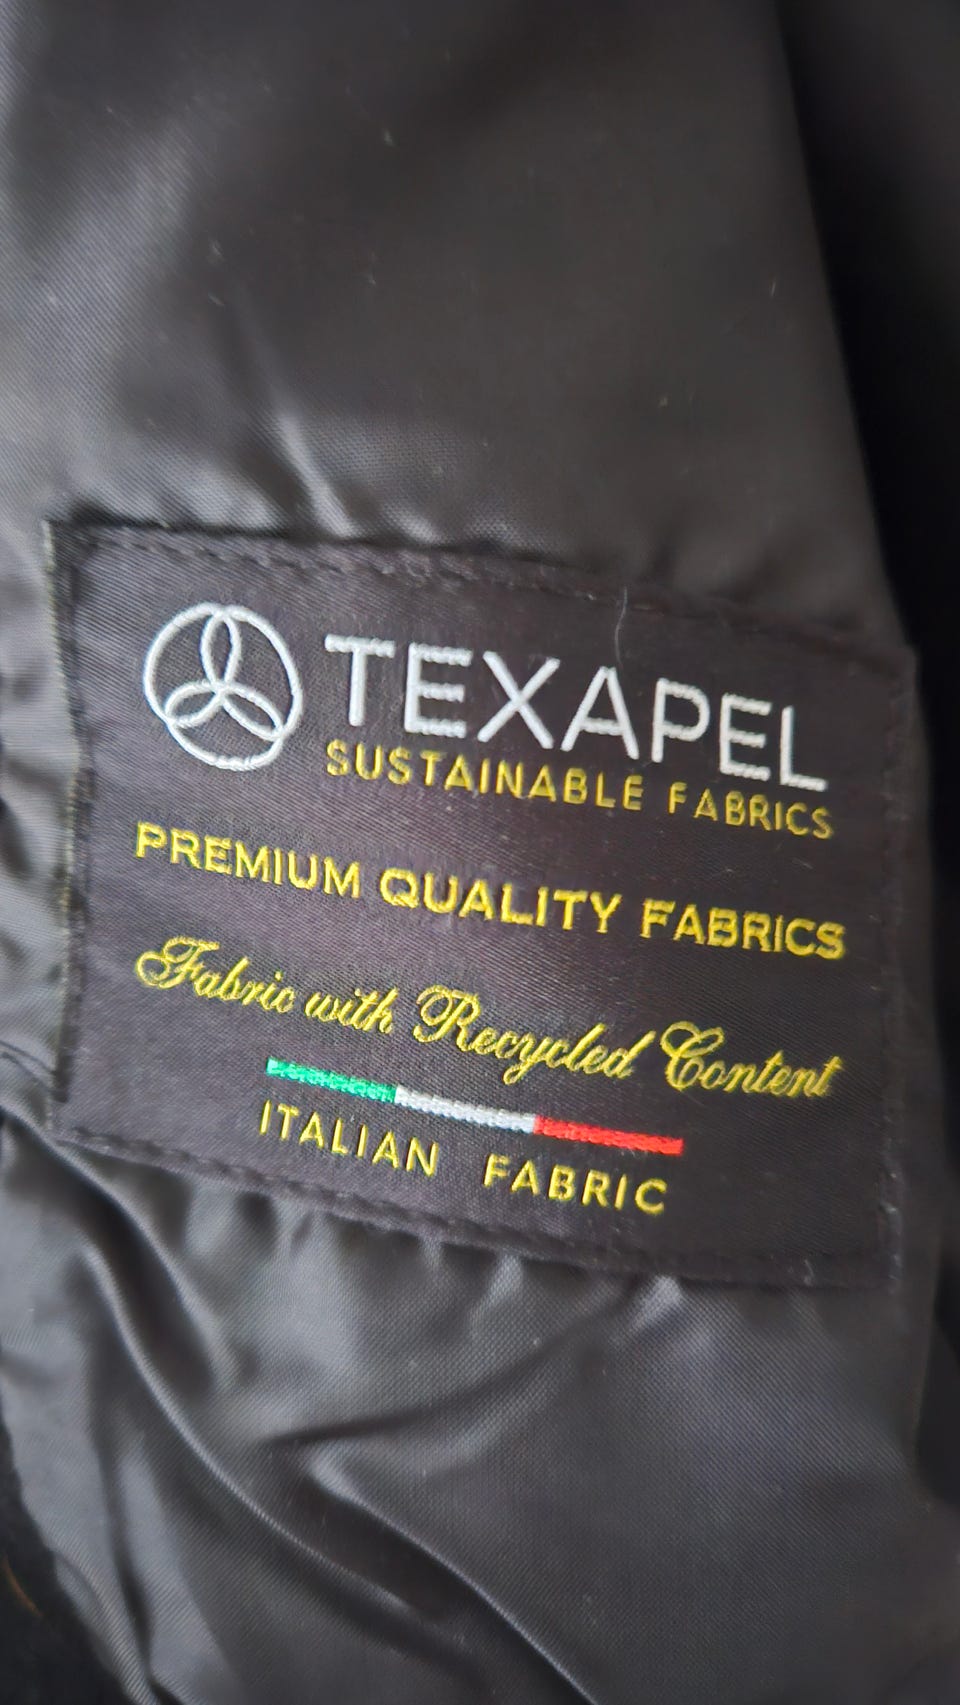 TEXAPEL
SUSTAINABLE FABRICS
PREMIUM QUALITY FABRICS
Fabric with Recycled Content
ITALIAN FABRIC